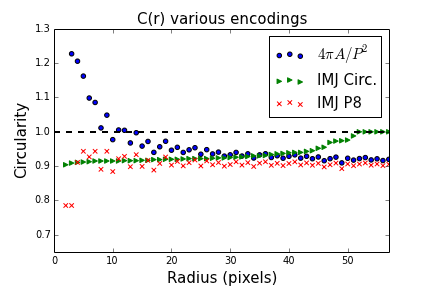 C(r) various encodings
4πA/P²
IMJ Circ.
IMJ P8
Circularity
1.3
1.2
1.1
1.0
0.9
0.8
0.7
0 10 20 30 40 50
Radius (pixels)